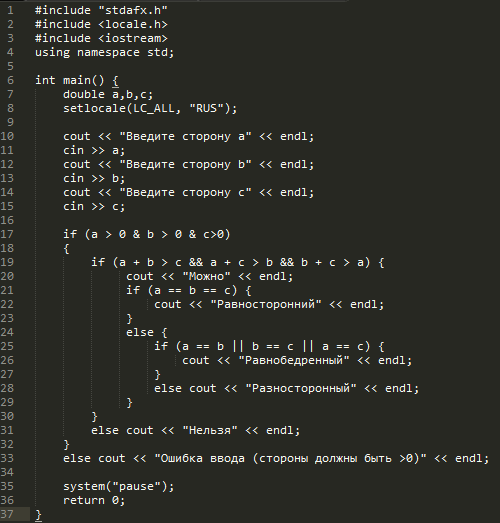 1 #include "stdafx.h"
2 #include <locale.h>
3 #include <iostream>
4 using namespace std;
5
6 int main() {
7     double a,b,c;
8     setlocale(LC_ALL, "RUS");
9
10     cout << "Введите сторону a" << endl;
11     cin >> a;
12     cout << "Введите сторону b" << endl;
13     cin >> b;
14     cout << "Введите сторону c" << endl;
15     cin >> c;
16
17     if (a > 0 & b > 0 & c>0)
18     {
19         if (a + b > c && a + c > b && b + c > a) {
20             cout << "Можно" << endl;
21             if (a == b == c) {
22                 cout << "Равносторонний" << endl;
23             }
24             else {
25                 if (a == b || b == c || a == c) {
26                     cout << "Равнобедренный" << endl;
27                 }
28                 else cout << "Разносторонный" << endl;
29             }
30         }
31         else cout << "Нельзя" << endl;
32     }
33     else cout << "Ошибка ввода (стороны должны быть >0)" << endl;
34
35     system("pause");
36     return 0;
37 }